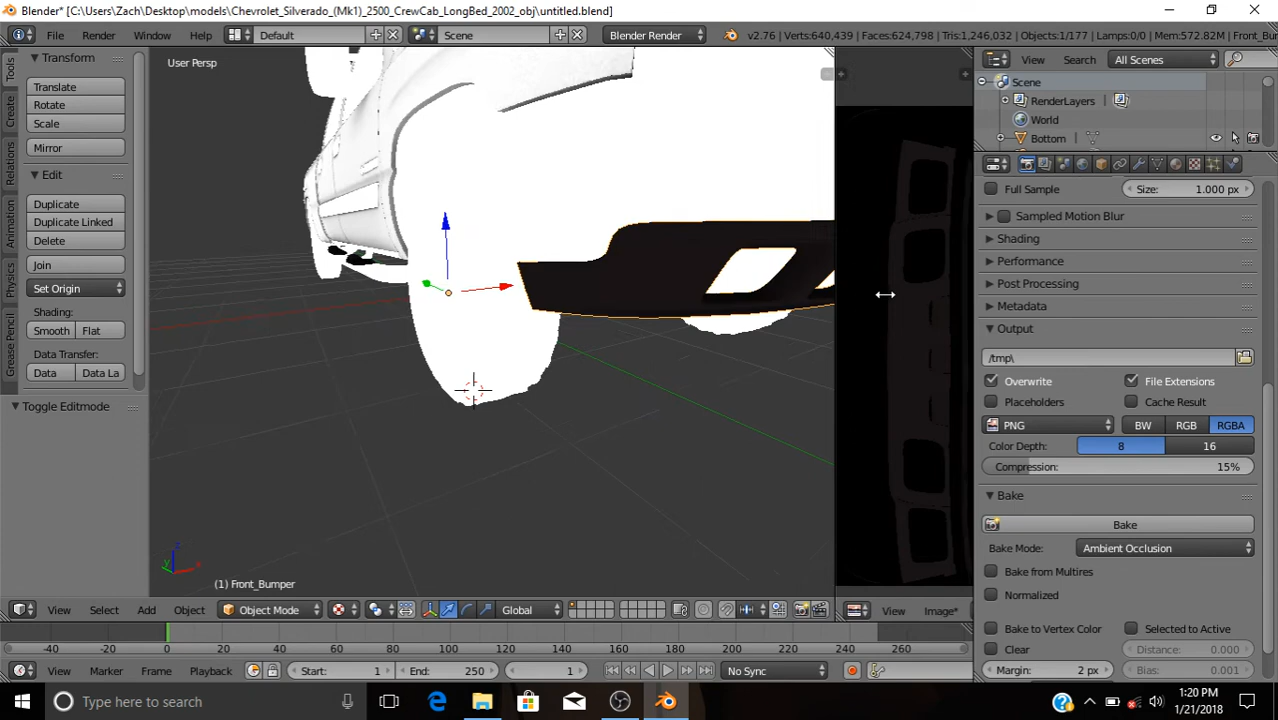 Blender* [C:\Users\Zach\Desktop\models\Chevrolet_Silverado_(Mk1)_2500_CrewCab_LongBed_2002_obj\untitled.blend]
File Render Window Help Default Scene Blender Render v2.76 | Verts:640,439 | Faces:624,798 | Tris:1,246,032 | Objects:1/177 | Lamps:0/0 | Mem:572.82M | Front_Bum
Tools
Create
Relations
Animation
Physics
Grease Pencil
Transform
Translate
Rotate
Scale
Mirror
Edit
Duplicate
Duplicate Linked
Delete
Join
Set Origin
Shading:
Smooth Flat
Data Transfer:
Data Data La
Toggle Editmode
User Persp
(1) Front_Bumper
View Select Add Object Object Mode Global
View Image*
View Search All Scenes
Scene
RenderLayers
World
Bottom
Full Sample Size: 1.000 px
Sampled Motion Blur
Shading
Performance
Post Processing
Metadata
Output
/tmp\
Overwrite File Extensions
Placeholders Cache Result
PNG BW RGB RGBA
Color Depth: 8 16
Compression: 15%
Bake
Bake
Bake Mode: Ambient Occlusion
Bake from Multires
Normalized
Bake to Vertex Color Selected to Active
Clear Distance: 0.000
Margin: 2 px Bias: 0.001
-40 -20 0 20 40 60 80 100 120 140 160 180 200 220 240 260
View Marker Frame Playback Start: 1 End: 250 1 No Sync
Type here to search
1:20 PM
1/21/2018